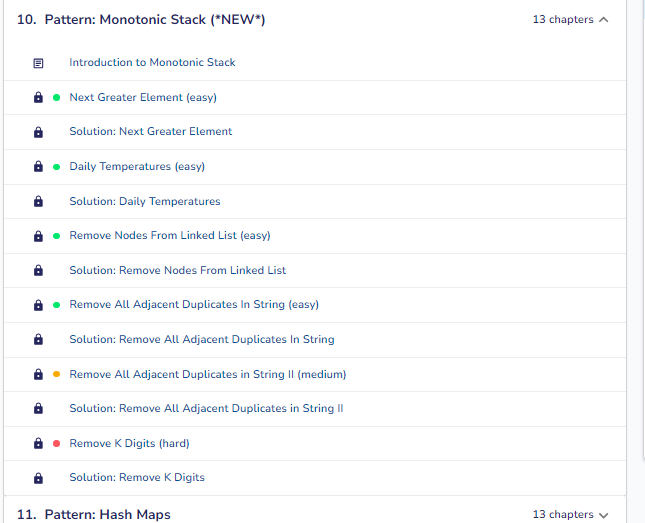 10. Pattern: Monotonic Stack (*NEW*) 13 chapters
Introduction to Monotonic Stack
Next Greater Element (easy)
Solution: Next Greater Element
Daily Temperatures (easy)
Solution: Daily Temperatures
Remove Nodes From Linked List (easy)
Solution: Remove Nodes From Linked List
Remove All Adjacent Duplicates In String (easy)
Solution: Remove All Adjacent Duplicates In String
Remove All Adjacent Duplicates in String II (medium)
Solution: Remove All Adjacent Duplicates in String II
Remove K Digits (hard)
Solution: Remove K Digits
11. Pattern: Hash Maps 13 chapters